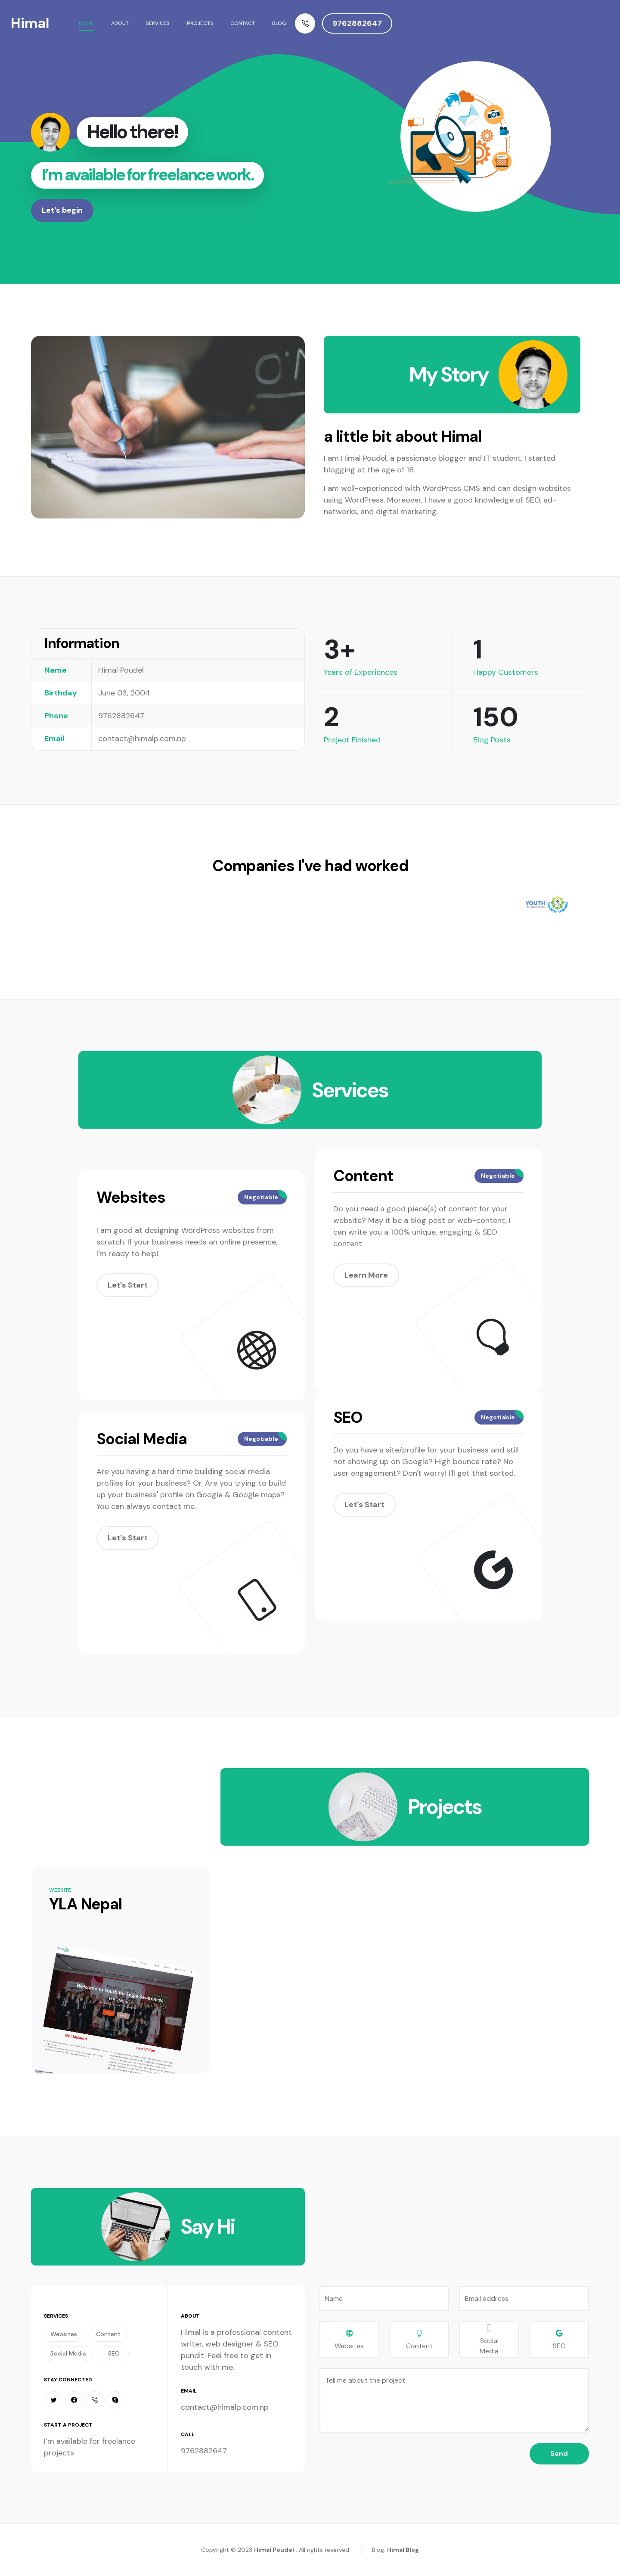 Himal
HOME ABOUT SERVICES PROJECTS CONTACT BLOG 9762882647
Hello there!
I'm available for freelance work.
Let's begin
My Story
a little bit about Himal
I am Himal Poudel, a passionate blogger and IT student. I started
blogging at the age of 16.
I am well-experienced with WordPress CMS and can design websites
using WordPress. Moreover, I have a good knowledge of SEO, ad-
networks, and digital marketing.
Information
Name Himal Poudel
Birthday June 03, 2004
Phone 9762882647
Email contact@himalp.com.np
3+
Years of Experiences
1
Happy Customers
2
Project Finished
150
Blog Posts
Companies I've had worked
YOUTH
Services
Websites
Negotiable
I am good at designing WordPress websites from
scratch. If your business needs an online presence,
I'm ready to help!
Let's Start
Content
Negotiable
Do you need a good piece(s) of content for your
website? May it be a blog post or web-content, I
can write you a 100% unique, engaging & SEO
content.
Learn More
Social Media
Negotiable
Are you having a hard time building social media
profiles for your business? Or, Are you trying to build
up your business' profile on Google & Google maps?
You can always contact me.
Let's Start
SEO
Negotiable
Do you have a site/profile for your business and still
not showing up on Google? High bounce rate? No
user engagement? Don't worry! I'll get that sorted.
Let's Start
Projects
WEBSITE
YLA Nepal
Welcome to Youth For Legal Awareness
Our Mission
Our Vision
Say Hi
SERVICES
Websites Content
Social Media SEO
STAY CONNECTED
START A PROJECT
I'm available for freelance
projects
ABOUT
Himal is a professional content
writer, web designer & SEO
pundit. Feel free to get in
touch with me.
EMAIL
contact@himalp.com.np
CALL
9762882647
Name
Email address
Websites
Content
Social
Media
SEO
Tell me about the project
Send
Copyright © 2023 Himal Poudel . All rights reserved. Blog: Himal Blog